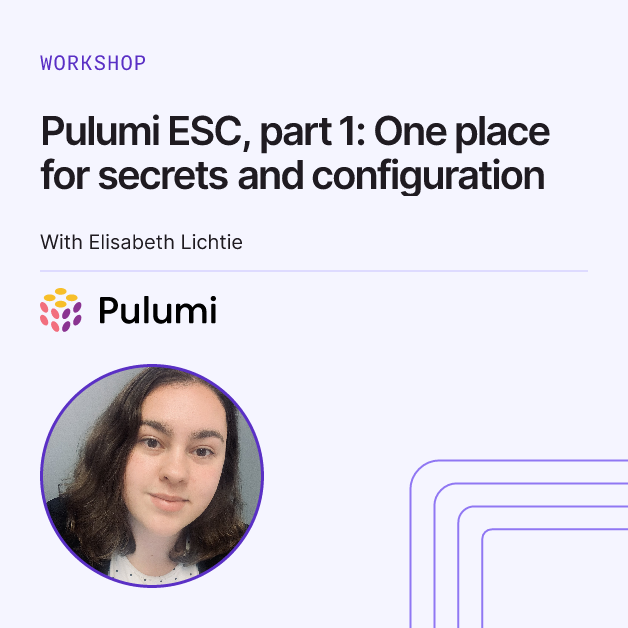 WORKSHOP
Pulumi ESC, part 1: One place
for secrets and configuration
With Elisabeth Lichtie
Pulumi